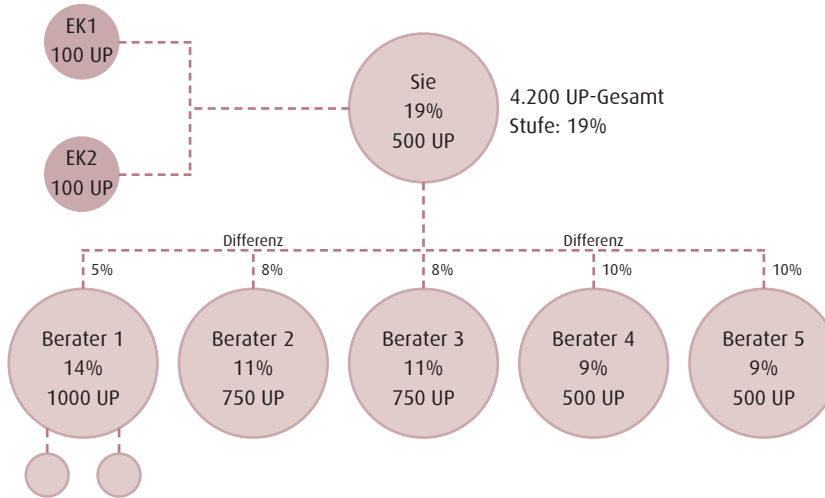 EK1
100 UP
EK2
100 UP
Sie
19%
500 UP
4.200 UP-Gesamt
Stufe: 19%
Differenz
Differenz
5%
8%
8%
10%
10%
Berater 1
14%
1000 UP
Berater 2
11%
750 UP
Berater 3
11%
750 UP
Berater 4
9%
500 UP
Berater 5
9%
500 UP